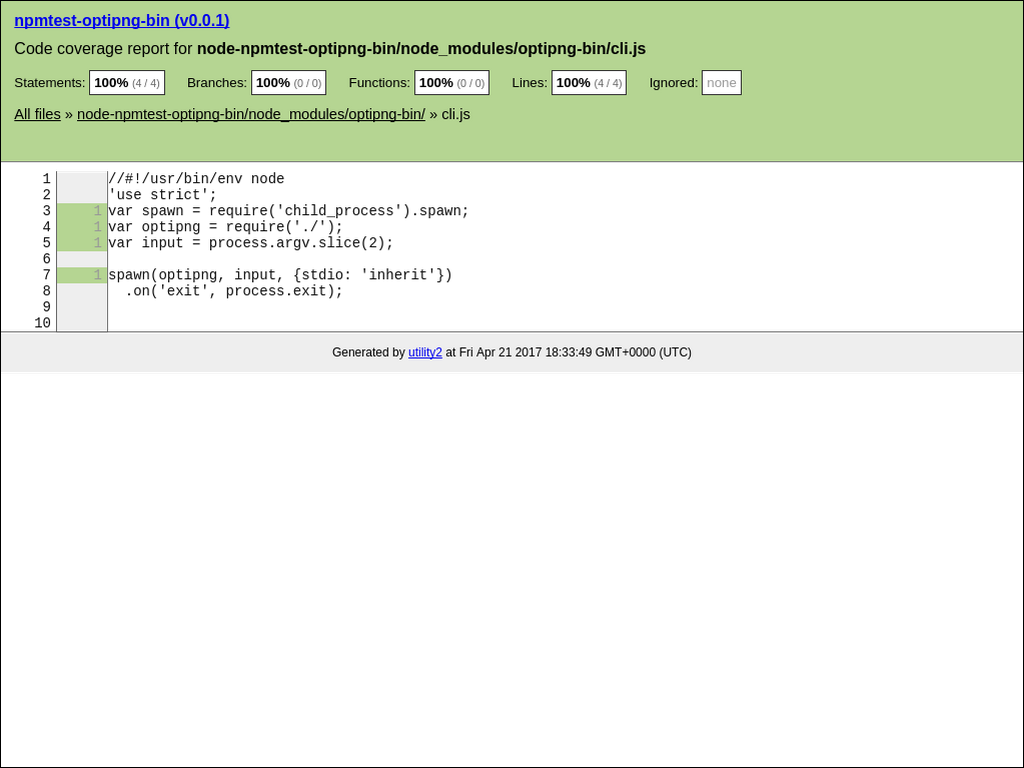 npmtest-optipng-bin (v0.0.1)
Code coverage report for node-npmtest-optipng-bin/node_modules/optipng-bin/cli.js
Statements: 100% (4 / 4) Branches: 100% (0 / 0) Functions: 100% (0 / 0) Lines: 100% (4 / 4) Ignored: none
All files » node-npmtest-optipng-bin/node_modules/optipng-bin/ » cli.js
1 //#!/usr/bin/env node
2 'use strict';
3 1 var spawn = require('child_process').spawn;
4 1 var optipng = require('./');
5 1 var input = process.argv.slice(2);
6
7 1 spawn(optipng, input, {stdio: 'inherit'})
8   .on('exit', process.exit);
9
10
Generated by utility2 at Fri Apr 21 2017 18:33:49 GMT+0000 (UTC)